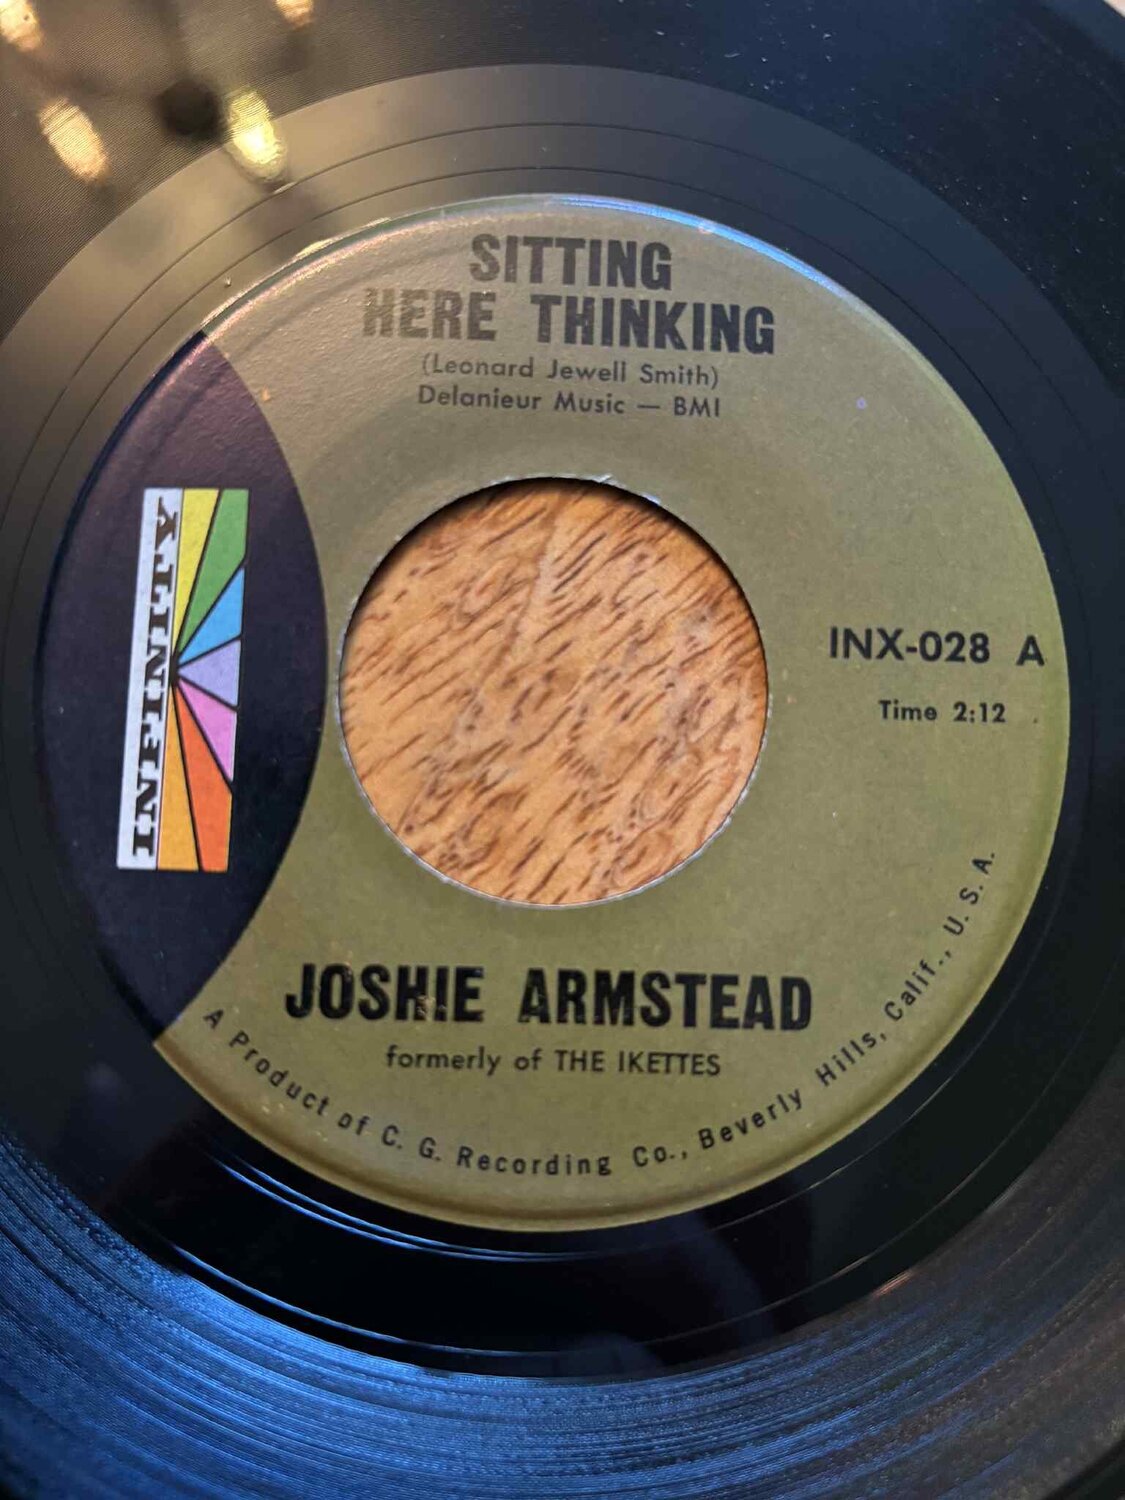 SITTING
HERE THINKING
(Leonard Jewell Smith)
Delanieur Music — BMI
INFINITY
INX-028 A
Time 2:12
JOSHIE ARMSTEAD
formerly of THE IKETTES
A Product of C. G. Recording Co., Beverly Hills, Calif., U. S. A.